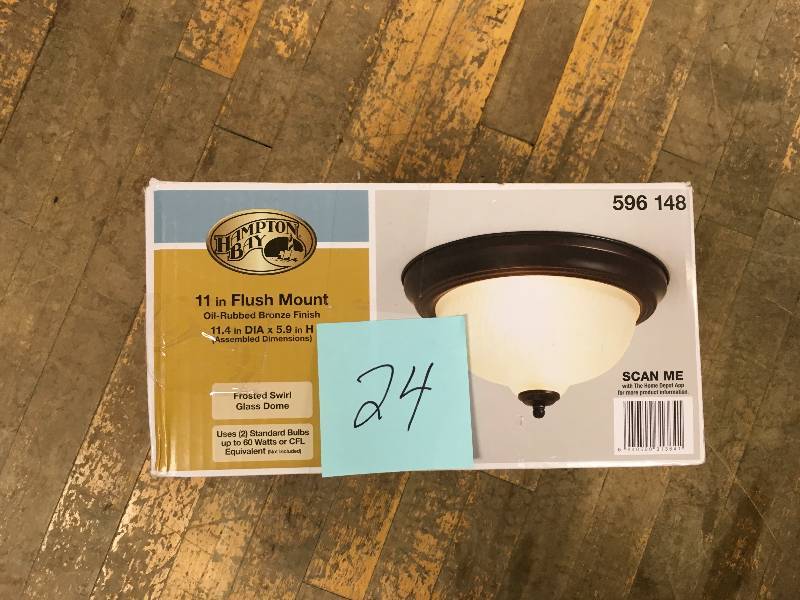 HAMPTON
BAY
596 148
11 in Flush Mount
Oil-Rubbed Bronze Finish
11.4 in DIA x 5.9 in H
(Assembled Dimensions)
24
Frosted Swirl
Glass Dome
Uses (2) Standard Bulbs
up to 60 Watts or CFL
Equivalent (Not Included)
SCAN ME
with The Home Depot App
for more product information.